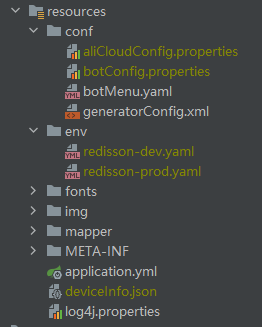 resources
conf
aliCloudConfig.properties
botConfig.properties
botMenu.yaml
generatorConfig.xml
env
redisson-dev.yaml
redisson-prod.yaml
fonts
img
mapper
META-INF
application.yml
deviceInfo.json
log4j.properties